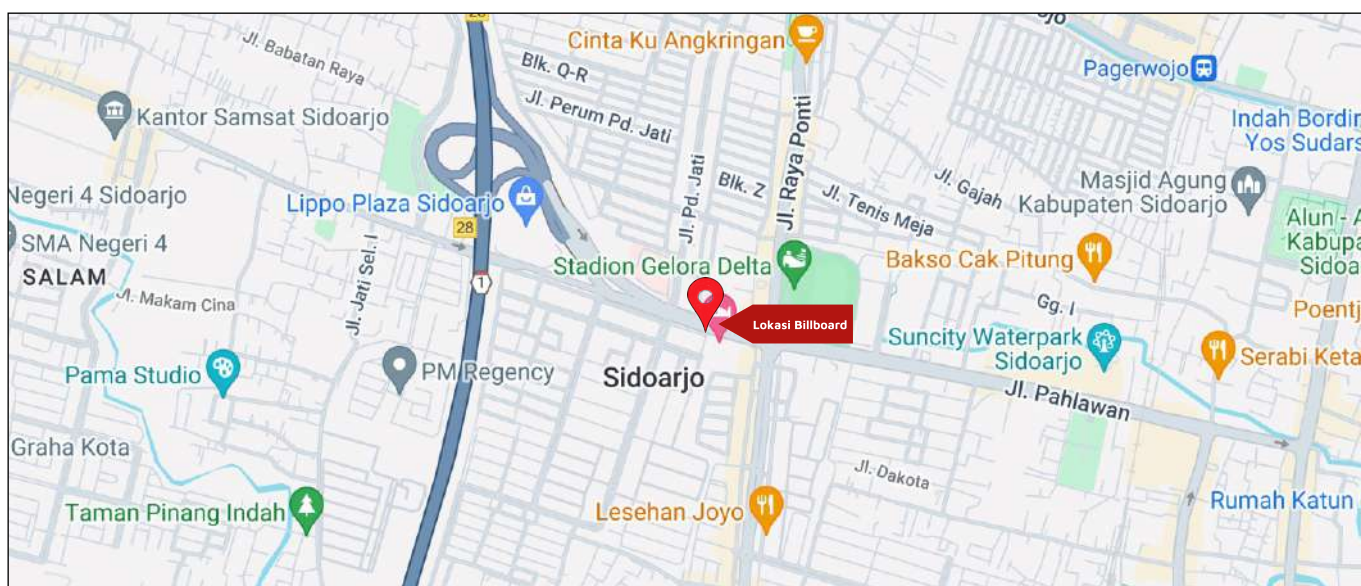 28
Cinta Ku Angkringan
Jl. Babatan Raya
Blk. Q-R
Pagerwojo
Jl. Perum Pd. Jati
Kantor Samsat Sidoarjo
Jl. Raya Ponti
Indah Bordir
Yos Sudars
Jl. Pd. Jati
Blk. Z
Jl. Tenis Meja
Jl. Gajah
Masjid Agung
Kabupaten Sidoarjo
Negeri 4 Sidoarjo
Lippo Plaza Sidoarjo
28
Alun - A
Kabupa
Sidoa
SMA Negeri 4
SALAM
Jl. Makam Cina
Jl. Jati Sel. I
1
Stadion Gelora Delta
Bakso Cak Pitung
Gg. I
Poentj
Lokasi Billboard
Suncity Waterpark
Sidoarjo
Serabi Keta
Pama Studio
PM Regency
Sidoarjo
Jl. Pahlawan
Graha Kota
Jl. Dakota
Taman Pinang Indah
Lesehan Joyo
Rumah Katun